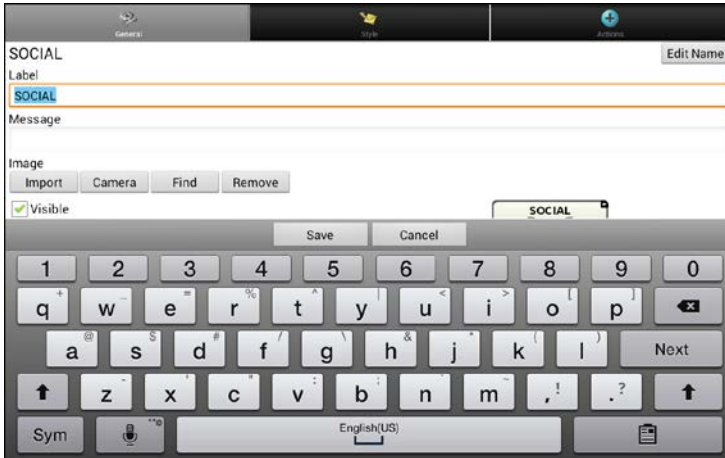 General Style Actions
SOCIAL Edit Name
Label
SOCIAL
Message
Image
Import Camera Find Remove
Visible SOCIAL
Save Cancel
1 2 3 4 5 6 7 8 9 0
q + w _ e = r % t ^ y | u < i > o [ p ]
a @ s $ d # f / g \ h & j * k ( l ) Next
z - x ' c " v : b ; n , m ~ , ! . ?
Sym English(US)